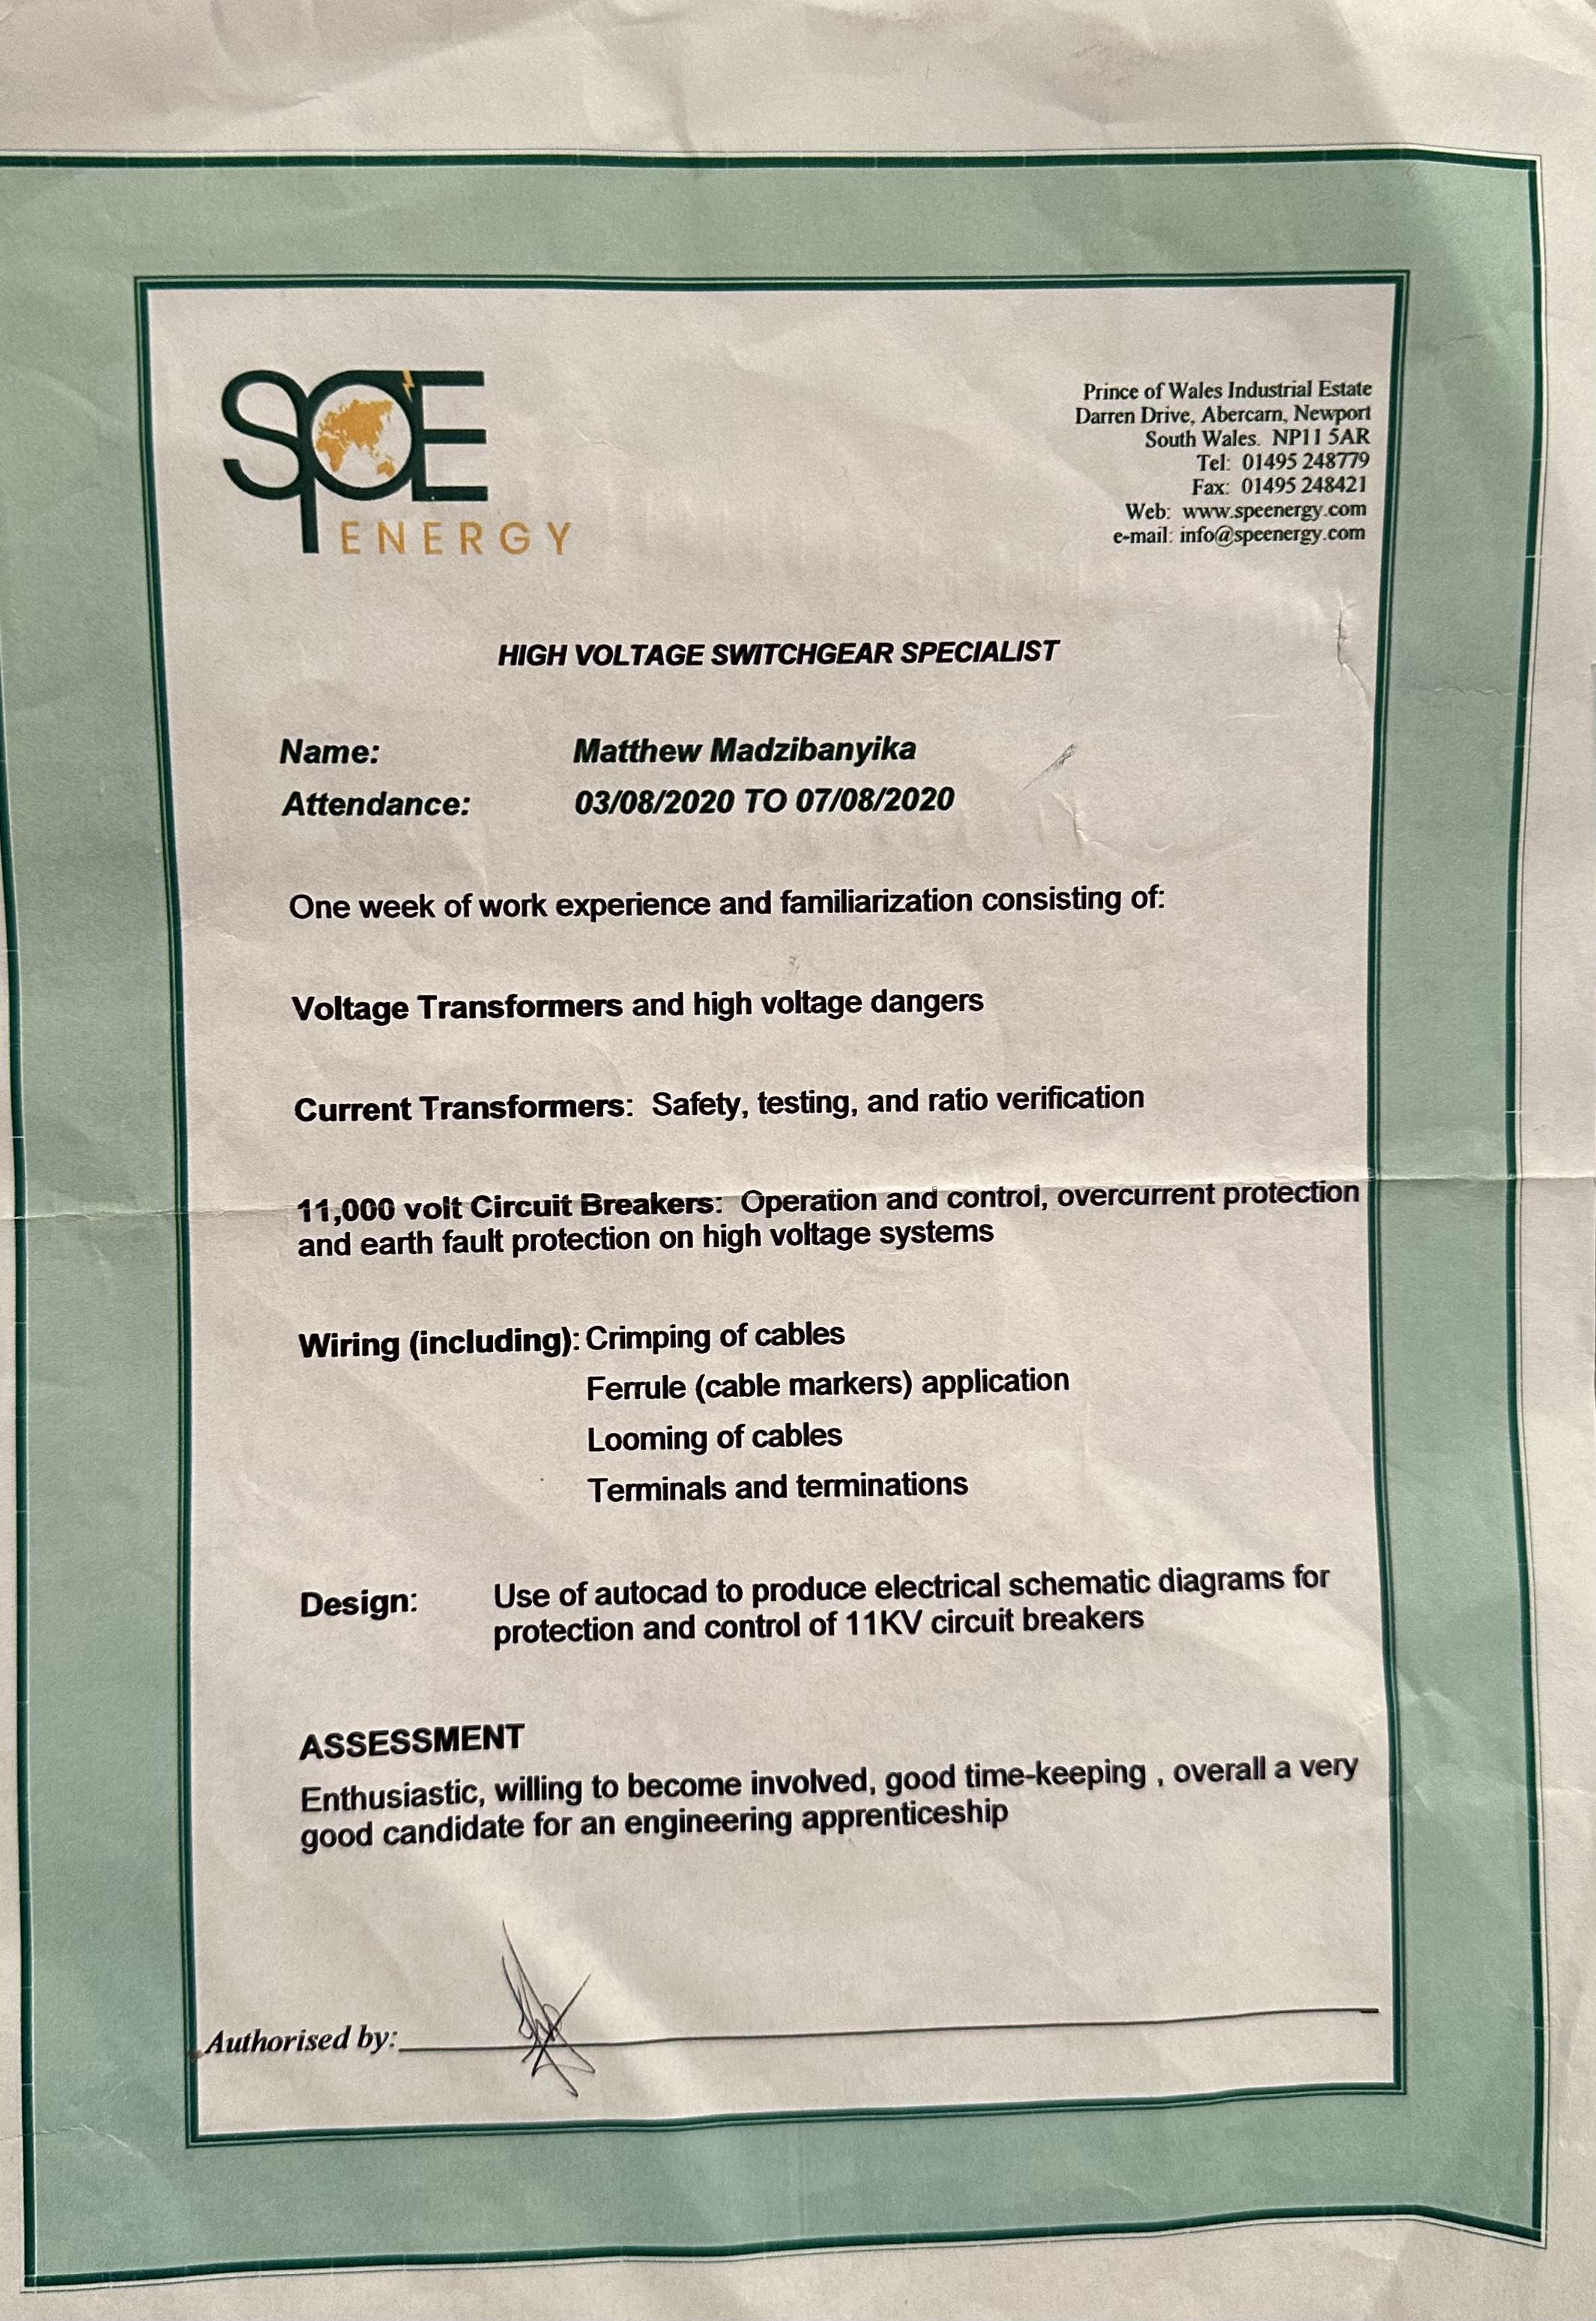 SPE
ENERGY
Prince of Wales Industrial Estate
Darren Drive, Abercarn, Newport
South Wales. NP11 5AR
Tel: 01495 248779
Fax: 01495 248421
Web: www.speenergy.com
e-mail: info@speenergy.com
HIGH VOLTAGE SWITCHGEAR SPECIALIST
Name: Matthew Madzibanyika
Attendance: 03/08/2020 TO 07/08/2020
One week of work experience and familiarization consisting of:
Voltage Transformers and high voltage dangers
Current Transformers: Safety, testing, and ratio verification
11,000 volt Circuit Breakers: Operation and control, overcurrent protection
and earth fault protection on high voltage systems
Wiring (including): Crimping of cables
Ferrule (cable markers) application
Looming of cables
Terminals and terminations
Design: Use of autocad to produce electrical schematic diagrams for
protection and control of 11KV circuit breakers
ASSESSMENT
Enthusiastic, willing to become involved, good time-keeping , overall a very
good candidate for an engineering apprenticeship
Authorised by: